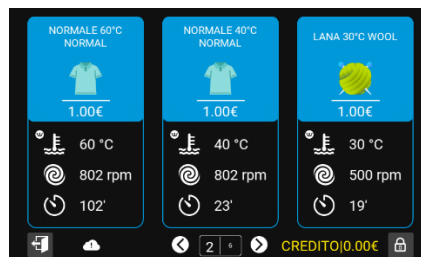 NORMALE 60°C
NORMAL
1.00€
60 °C
802 rpm
102'
NORMALE 40°C
NORMAL
1.00€
40 °C
802 rpm
23'
LANA 30°C WOOL
1.00€
30 °C
500 rpm
19'
2 6
CREDITO|0.00€